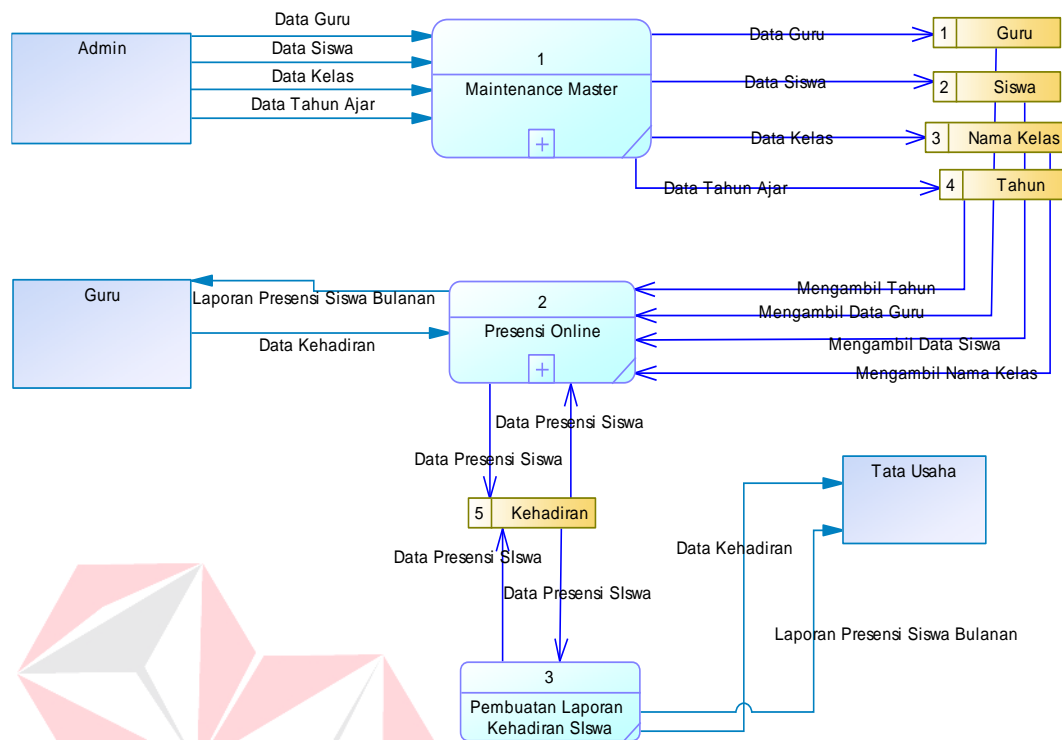 Admin
Data Guru
Data Siswa
Data Kelas
Data Tahun Ajar
1
Maintenance Master
Data Guru
Data Siswa
Data Kelas
Data Tahun Ajar
1 Guru
2 Siswa
3 Nama Kelas
4 Tahun
Guru
Laporan Presensi Siswa Bulanan
Data Kehadiran
2
Presensi Online
Mengambil Tahun
Mengambil Data Guru
Mengambil Data Siswa
Mengambil Nama Kelas
Data Presensi Siswa
Data Presensi Siswa
5 Kehadiran
Data Presensi SIswa
Data Presensi SIswa
Tata Usaha
Data Kehadiran
Laporan Presensi Siswa Bulanan
3
Pembuatan Laporan
Kehadiran SIswa